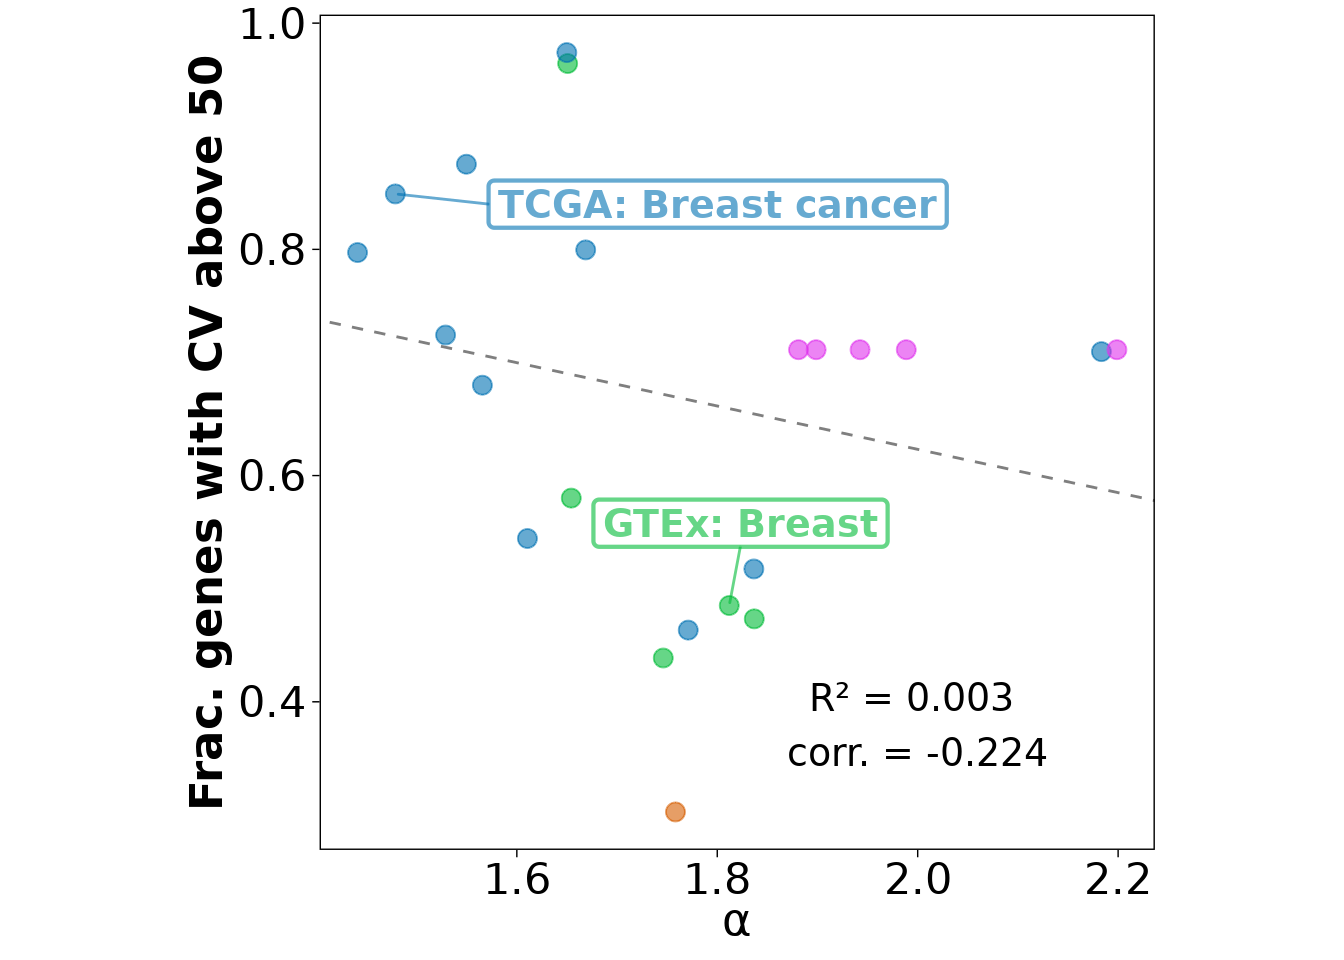 Frac. genes with CV above 50
1.0
0.8
0.6
0.4
TCGA: Breast cancer
GTEx: Breast
R² = 0.003
corr. = -0.224
1.6 1.8 2.0 2.2
α